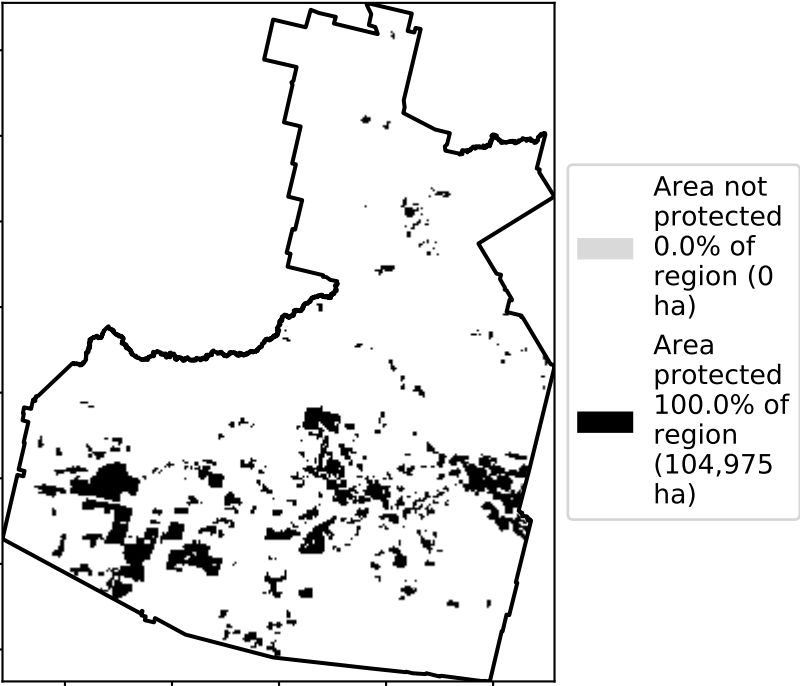 Area not
protected
0.0% of
region (0
ha)
Area
protected
100.0% of
region
(104,975
ha)